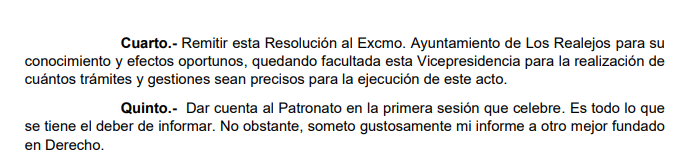 Cuarto.- Remitir esta Resolución al Excmo. Ayuntamiento de Los Realejos para su
conocimiento y efectos oportunos, quedando facultada esta Vicepresidencia para la realización de
cuántos trámites y gestiones sean precisos para la ejecución de este acto.
Quinto.- Dar cuenta al Patronato en la primera sesión que celebre. Es todo lo que
se tiene el deber de informar. No obstante, someto gustosamente mi informe a otro mejor fundado
en Derecho.